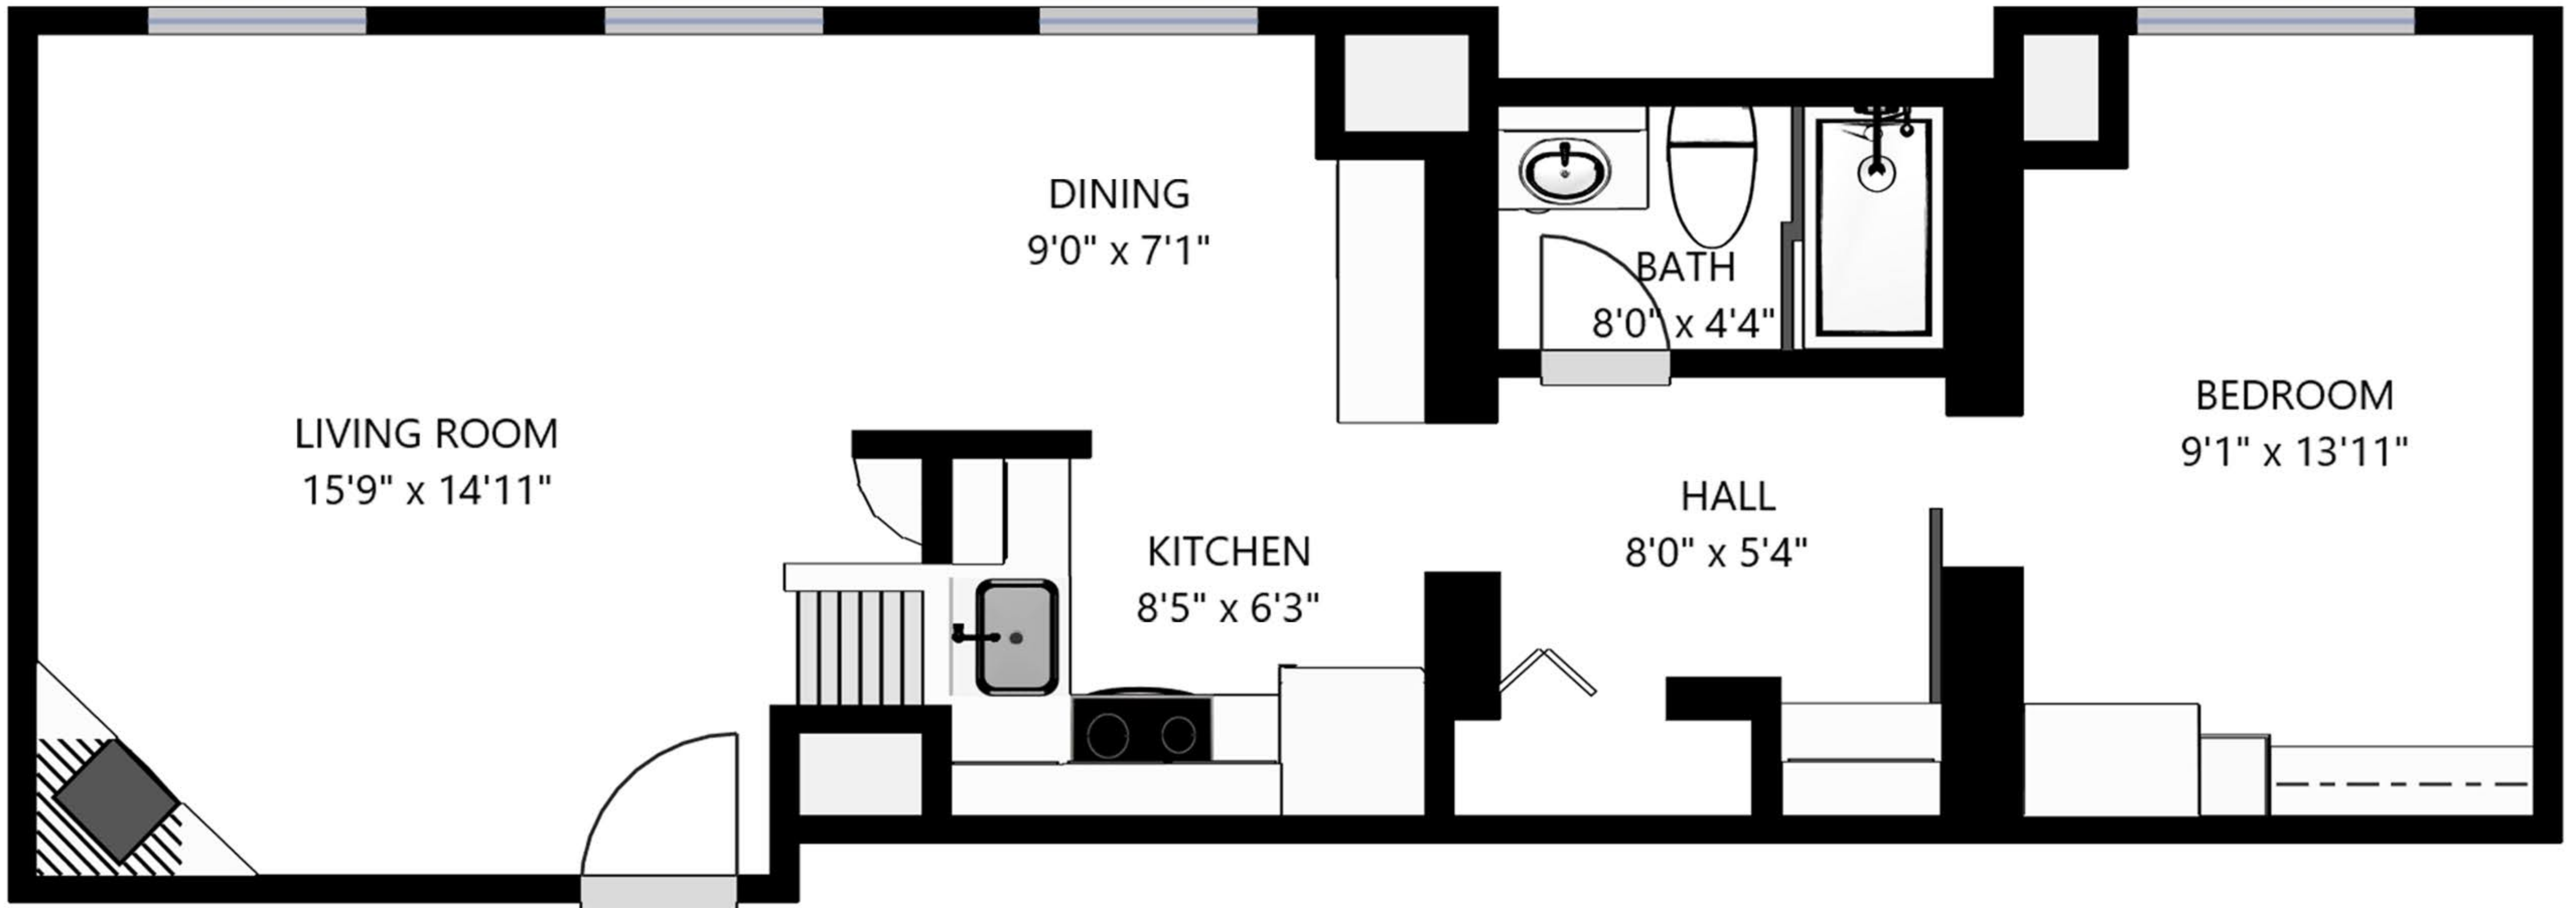 DINING
9'0" x 7'1"
LIVING ROOM
15'9" x 14'11"
KITCHEN
8'5" x 6'3"
BATH
8'0" x 4'4"
HALL
8'0" x 5'4"
BEDROOM
9'1" x 13'11"